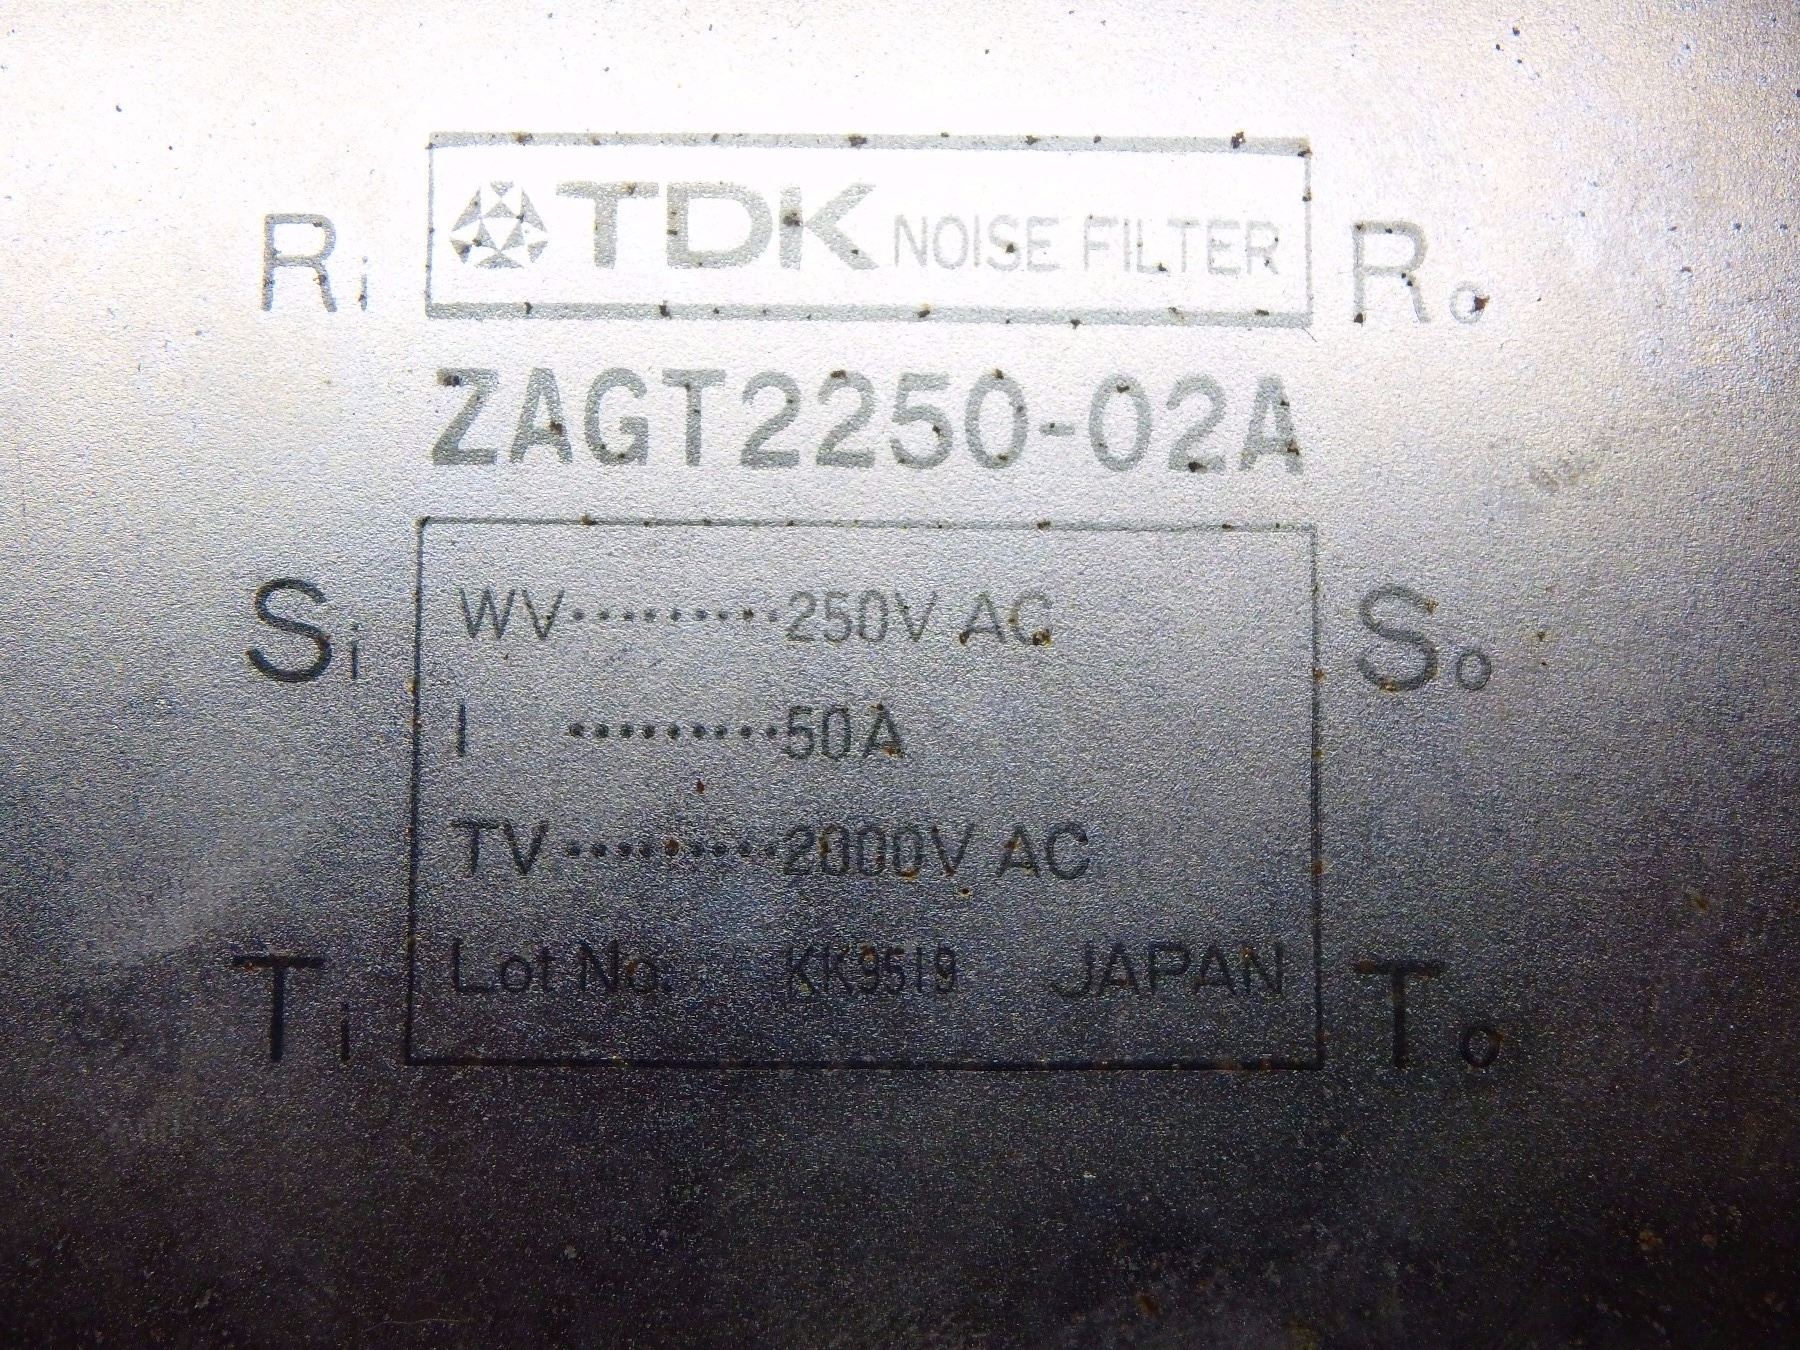 Ri TDK NOISE FILTER Ro
ZAGT2250-02A
Si WV·········250V AC So
I ·········50A
TV·········2000V AC
Ti Lot No. KK9519 JAPAN To